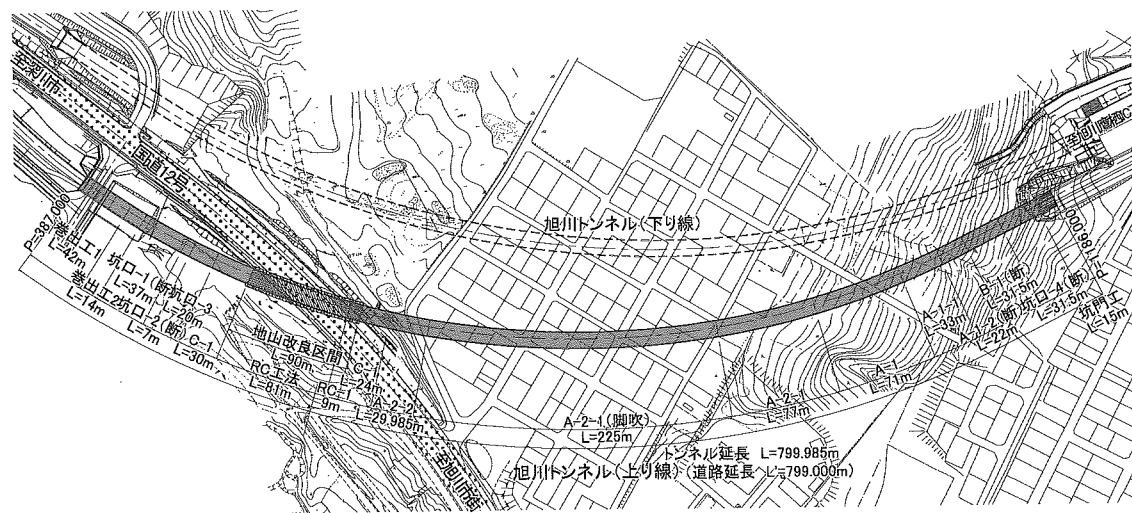 至深川市
国道12号
旭川トンネル(下り線)
至旭川鷹栖IC
P=387.000
巻出工1
L=42m
坑口-1(断)
L=37m
坑口-3
L=20m
巻出工2
L=14m
坑口-2(断)
L=7m
C-1
L=30m
地山改良区間
L=90m
C-1
L=24m
RC工法
L=81m
RC-1
9m
A-2-2
L=29.985m
至旭川市街
A-2-1(脚吹)
L=225m
A-2-1
L=77m
A-1
L=71m
A-1-1
L=33m
A-1-2(断)
L=22m
B-1(断)
L=31.5m
坑口-4(断)
L=31.5m
坑門工
L=15m
P=1186.000
トンネル延長 L=799.985m
旭川トンネル(上り線)(道路延長 L'=799.000m)